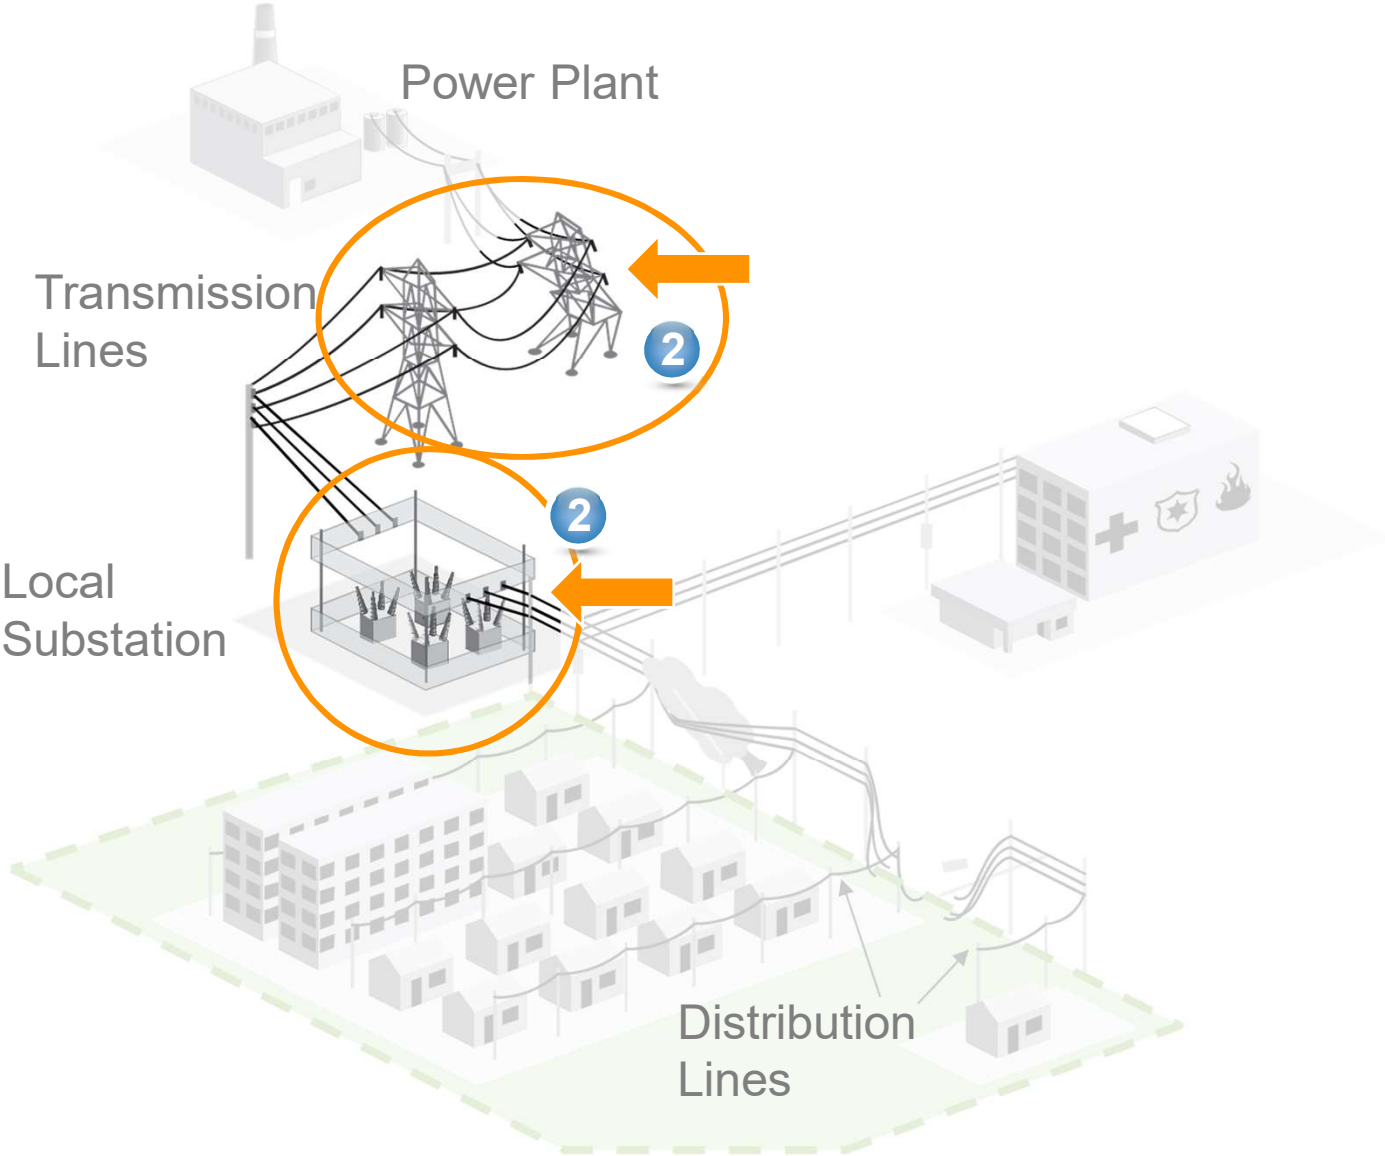 Power Plant
Transmission
Lines
2
2
Local
Substation
Distribution
Lines